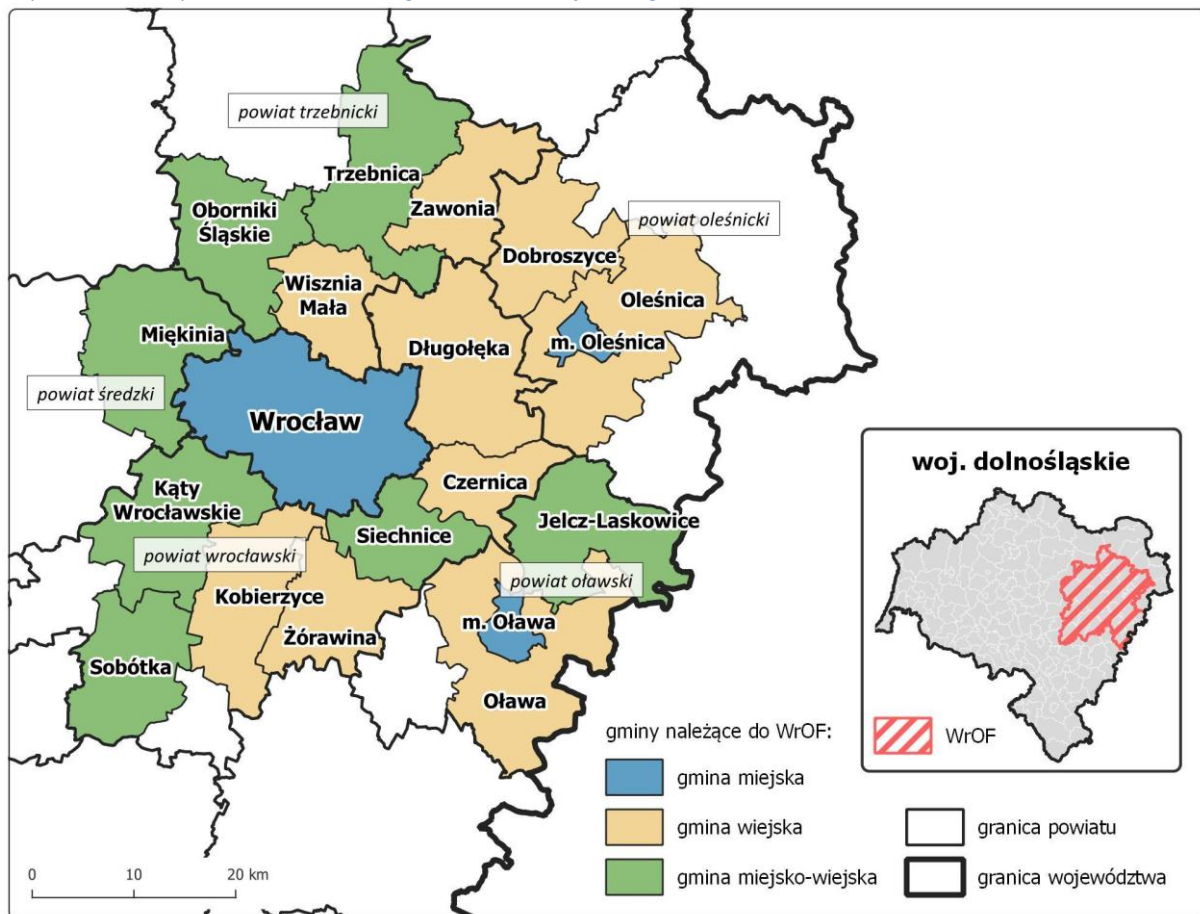 powiat trzebnicki
Trzebnica
Oborniki
Śląskie
Zawonia
powiat oleśnicki
Dobroszyce
Wisznia
Mała
Oleśnica
Miękinia
Długołęka
m. Oleśnica
powiat średzki
Wrocław
Czernica
Kąty
Wrocławskie
Siechnice
Jelcz-Laskowice
powiat wrocławski
powiat oławski
Kobierzyce
m. Oława
Żórawina
Sobótka
Oława
woj. dolnośląskie
WrOF
gminy należące do WrOF:
gmina miejska
gmina wiejska
gmina miejsko-wiejska
granica powiatu
granica województwa
0 10 20 km